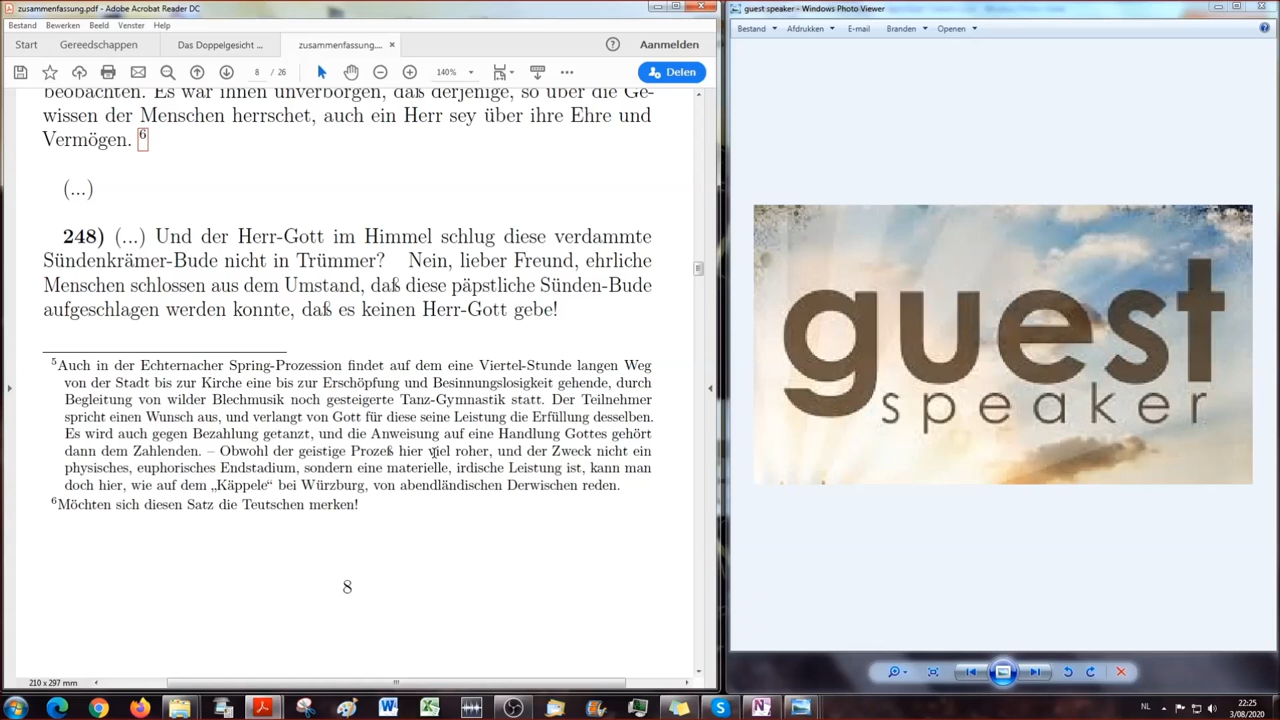 zusammenfassung.pdf - Adobe Acrobat Reader DC
Bestand Bewerken Beeld Venster Help
Start Gereedschappen Das Doppelgesicht ... zusammenfassung.... × Anmelden
8 / 26 140% Delen
beobachten. Es war ihnen unverborgen, daß derjenige, so über die Ge-
wissen der Menschen herrschet, auch ein Herr sey über ihre Ehre und
Vermögen. 6
(...)
248) (...) Und der Herr-Gott im Himmel schlug diese verdammte
Sündenkrämer-Bude nicht in Trümmer? Nein, lieber Freund, ehrliche
Menschen schlossen aus dem Umstand, daß diese päpstliche Sünden-Bude
aufgeschlagen werden konnte, daß es keinen Herr-Gott gebe!
5Auch in der Echternacher Spring-Prozession findet auf dem eine Viertel-Stunde langen Weg
von der Stadt bis zur Kirche eine bis zur Erschöpfung und Besinnungslosigkeit gehende, durch
Begleitung von wilder Blechmusik noch gesteigerte Tanz-Gymnastik statt. Der Teilnehmer
spricht einen Wunsch aus, und verlangt von Gott für diese seine Leistung die Erfüllung desselben.
Es wird auch gegen Bezahlung getanzt, und die Anweisung auf eine Handlung Gottes gehört
dann dem Zahlenden. – Obwohl der geistige Prozeß hier viel roher, und der Zweck nicht ein
physisches, euphorisches Endstadium, sondern eine materielle, irdische Leistung ist, kann man
doch hier, wie auf dem „Käppele“ bei Würzburg, von abendländischen Derwischen reden.
6Möchten sich diesen Satz die Teutschen merken!
8
210 x 297 mm
guest speaker - Windows Photo Viewer
Bestand Afdrukken E-mail Branden Openen
guest
speaker
NL 22:25
3/08/2020